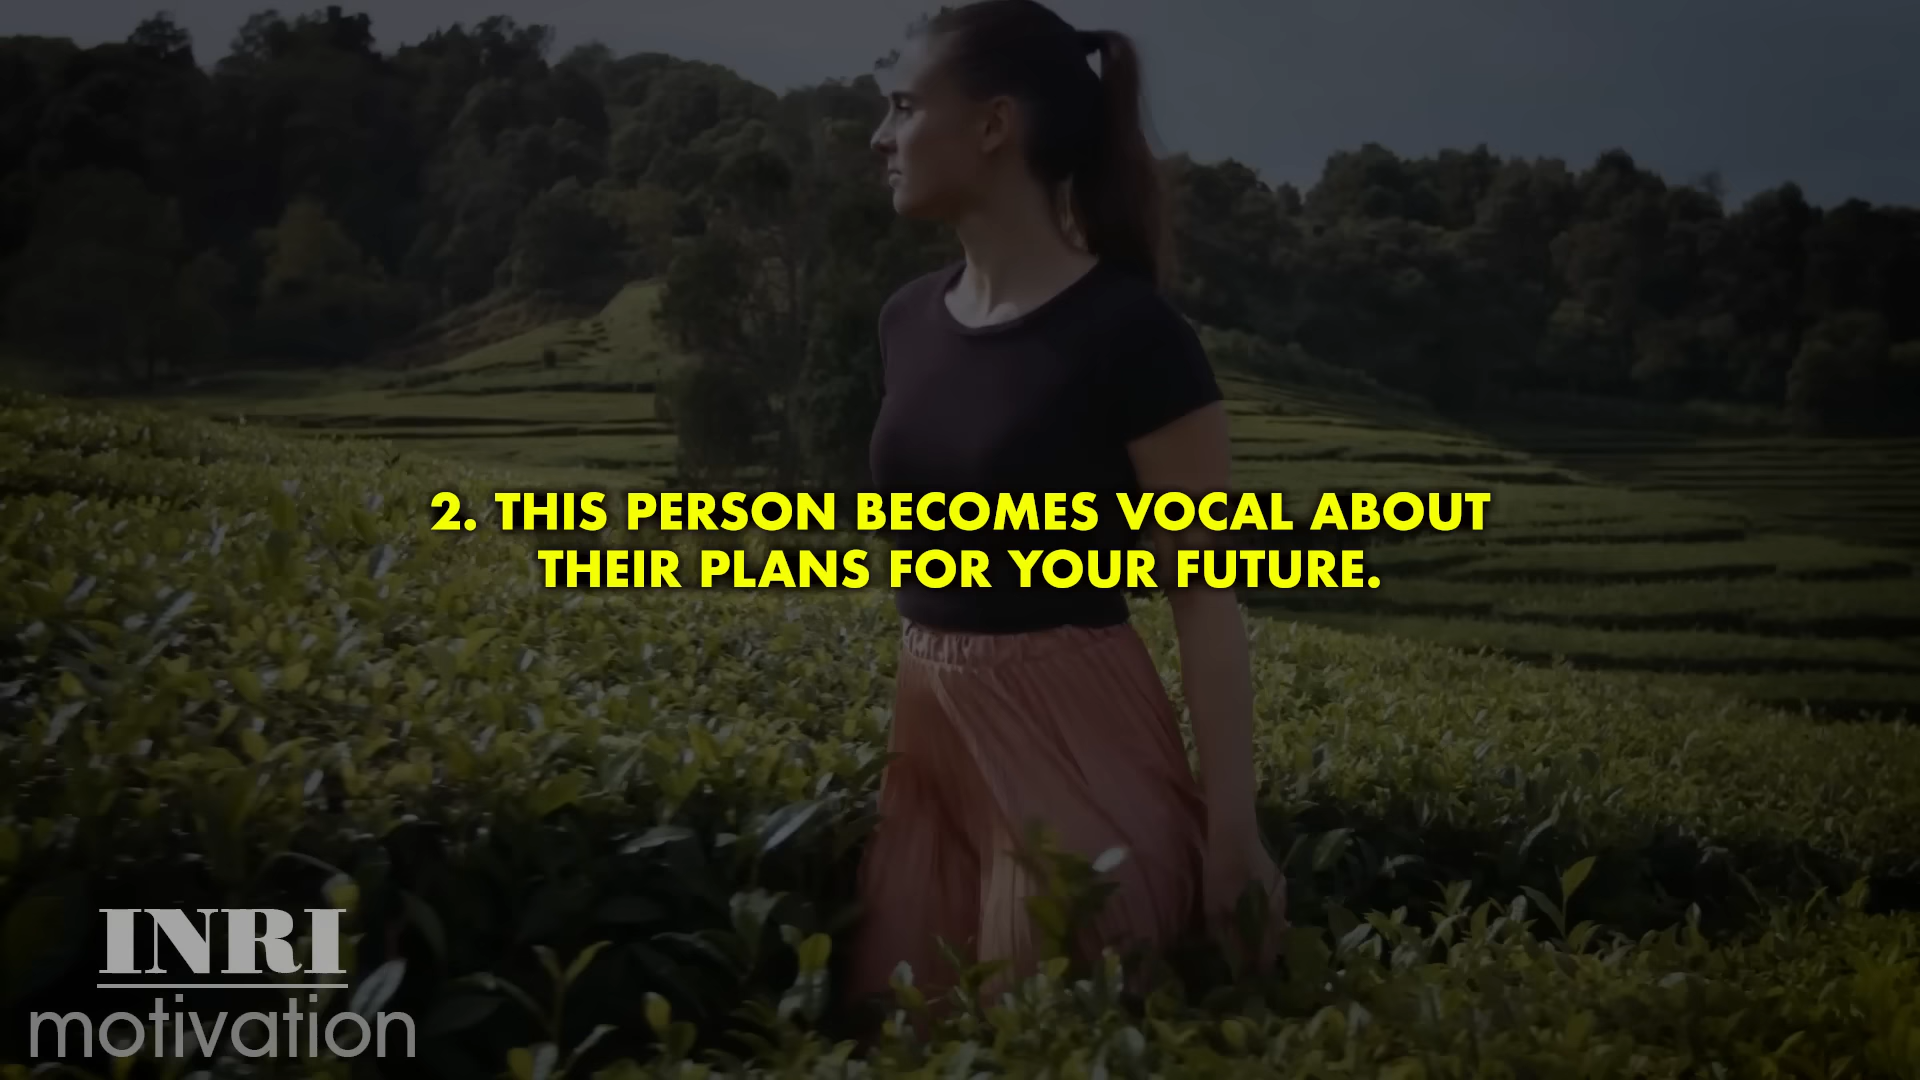 2. THIS PERSON BECOMES VOCAL ABOUT
THEIR PLANS FOR YOUR FUTURE.
INRI
motivation